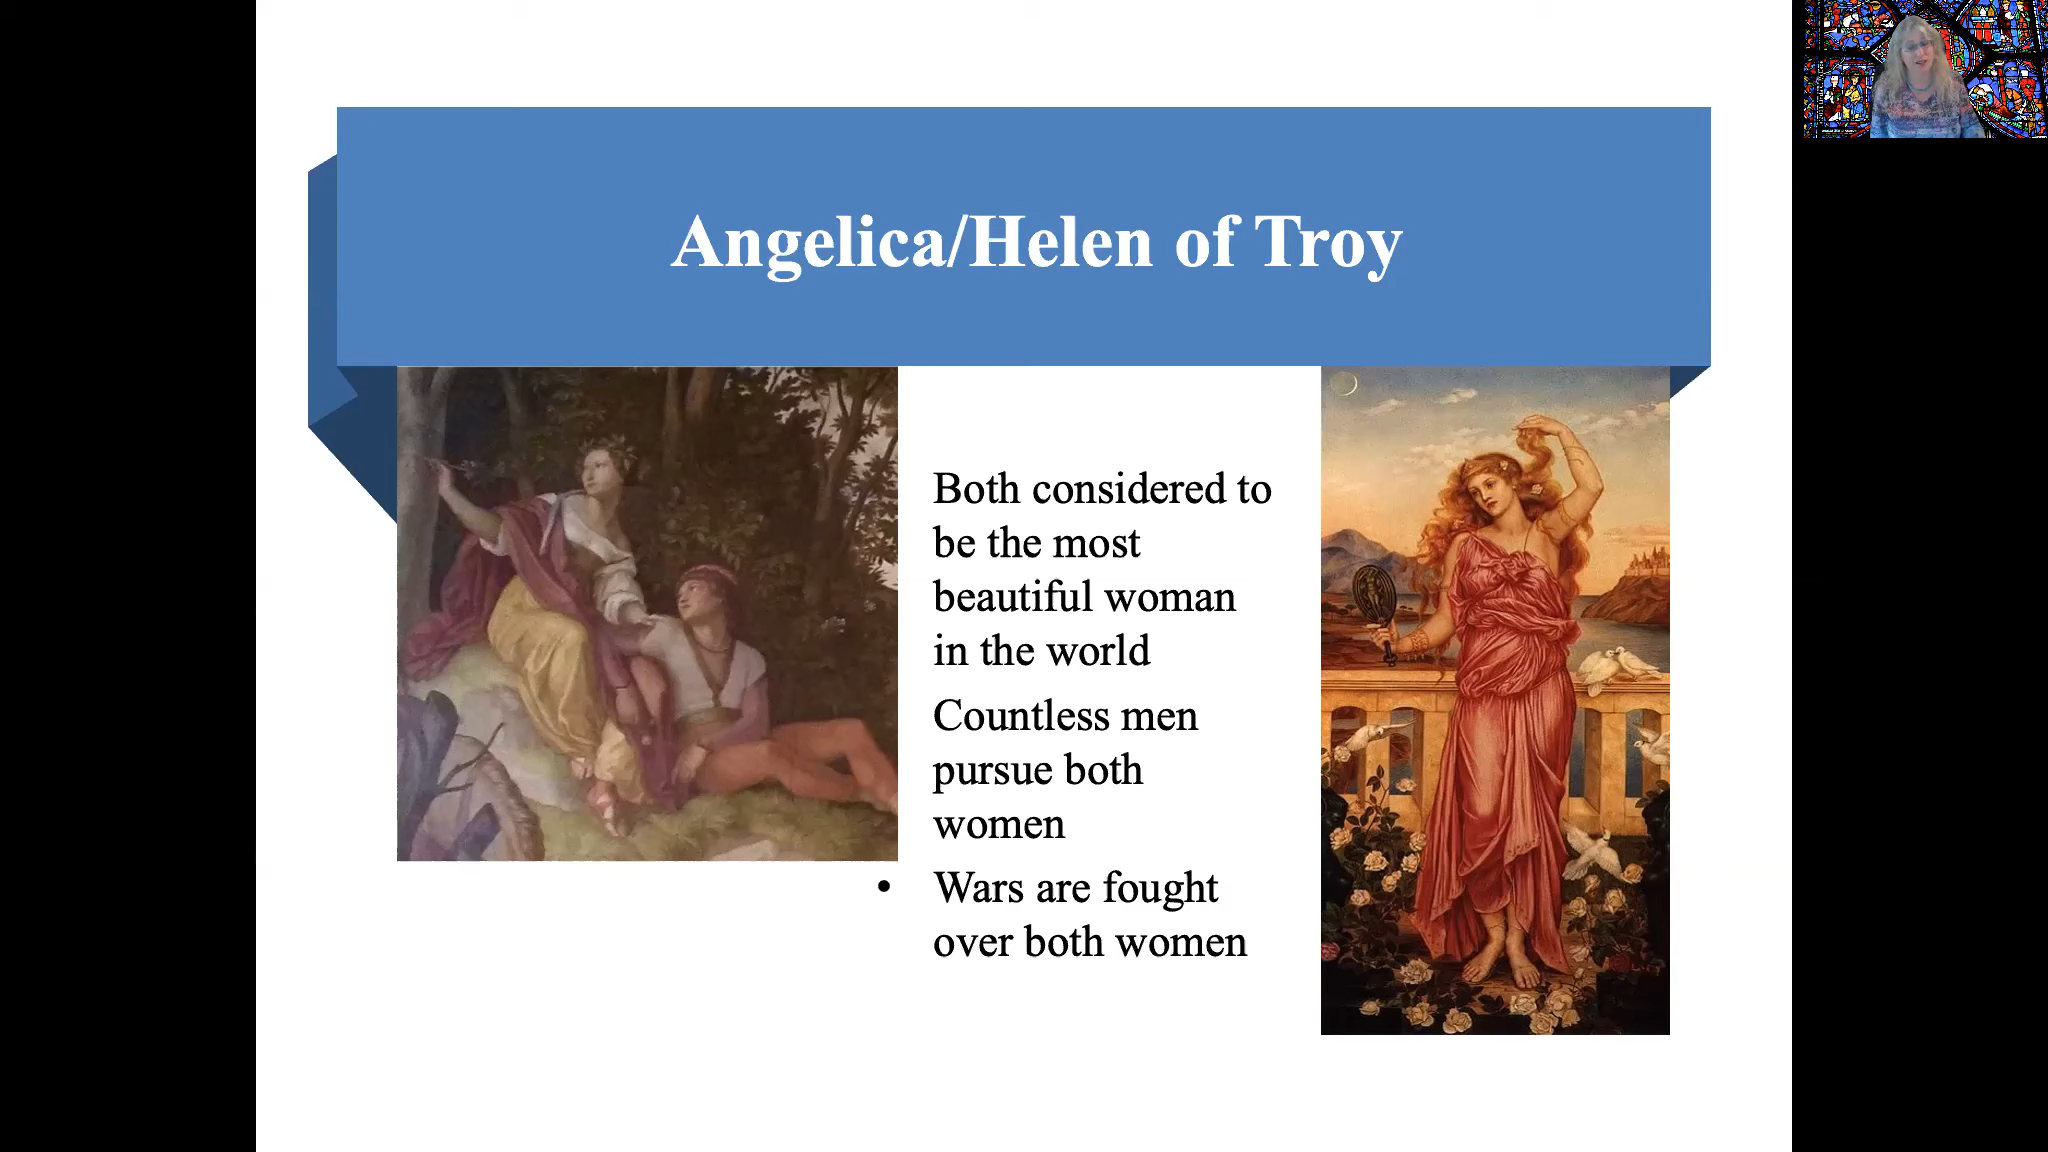 Angelica/Helen of Troy
Both considered to
be the most
beautiful woman
in the world
Countless men
pursue both
women
• Wars are fought
over both women